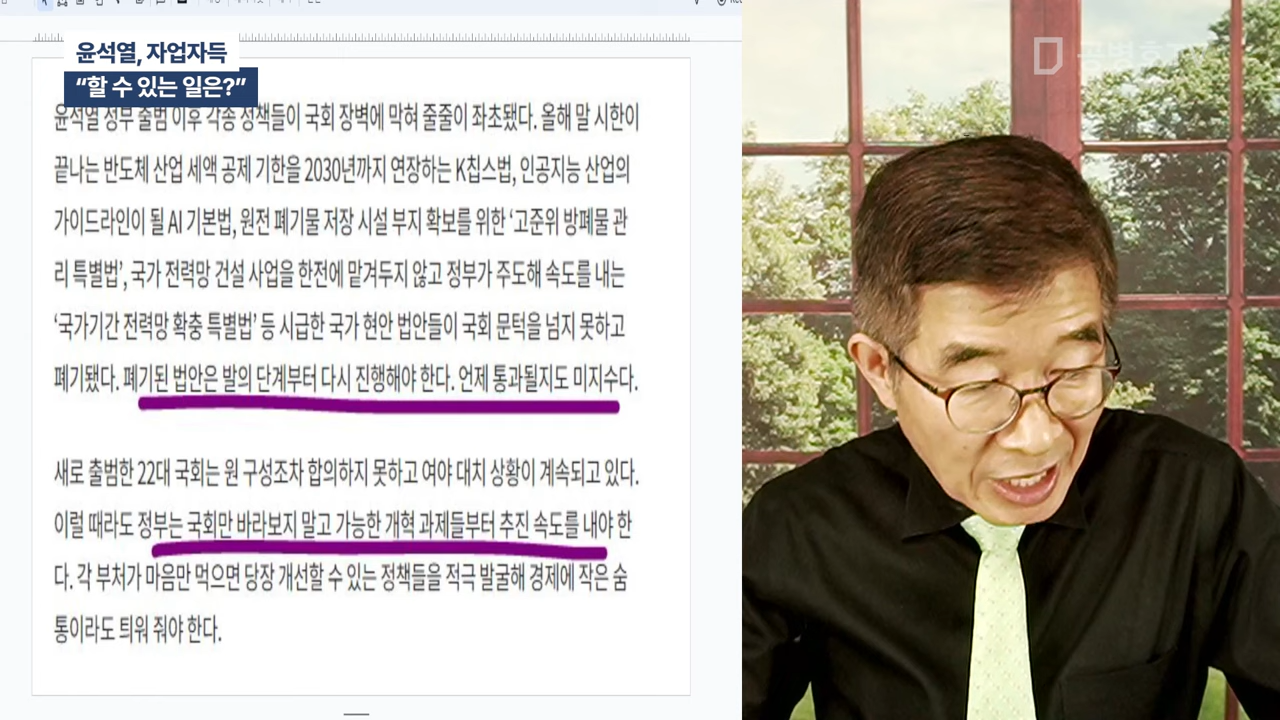 윤석열, 자업자득
“할 수 있는 일은?”
윤석열 정부 출범 이후 각종 정책들이 국회 장벽에 막혀 줄줄이 좌초됐다. 올해 말 시한이
끝나는 반도체 산업 세액 공제 기한을 2030년까지 연장하는 K칩스법, 인공지능 산업의
가이드라인이 될 AI 기본법, 원전 폐기물 저장 시설 부지 확보를 위한 ‘고준위 방폐물 관
리 특별법’, 국가 전력망 건설 사업을 한전에 맡겨두지 않고 정부가 주도해 속도를 내는
‘국가기간 전력망 확충 특별법’ 등 시급한 국가 현안 법안들이 국회 문턱을 넘지 못하고
폐기됐다. 폐기된 법안은 발의 단계부터 다시 진행해야 한다. 언제 통과될지도 미지수다.
새로 출범한 22대 국회는 원 구성조차 합의하지 못하고 여야 대치 상황이 계속되고 있다.
이럴 때라도 정부는 국회만 바라보지 말고 가능한 개혁 과제들부터 추진 속도를 내야 한
다. 각 부처가 마음만 먹으면 당장 개선할 수 있는 정책들을 적극 발굴해 경제에 작은 숨
통이라도 틔워 줘야 한다.